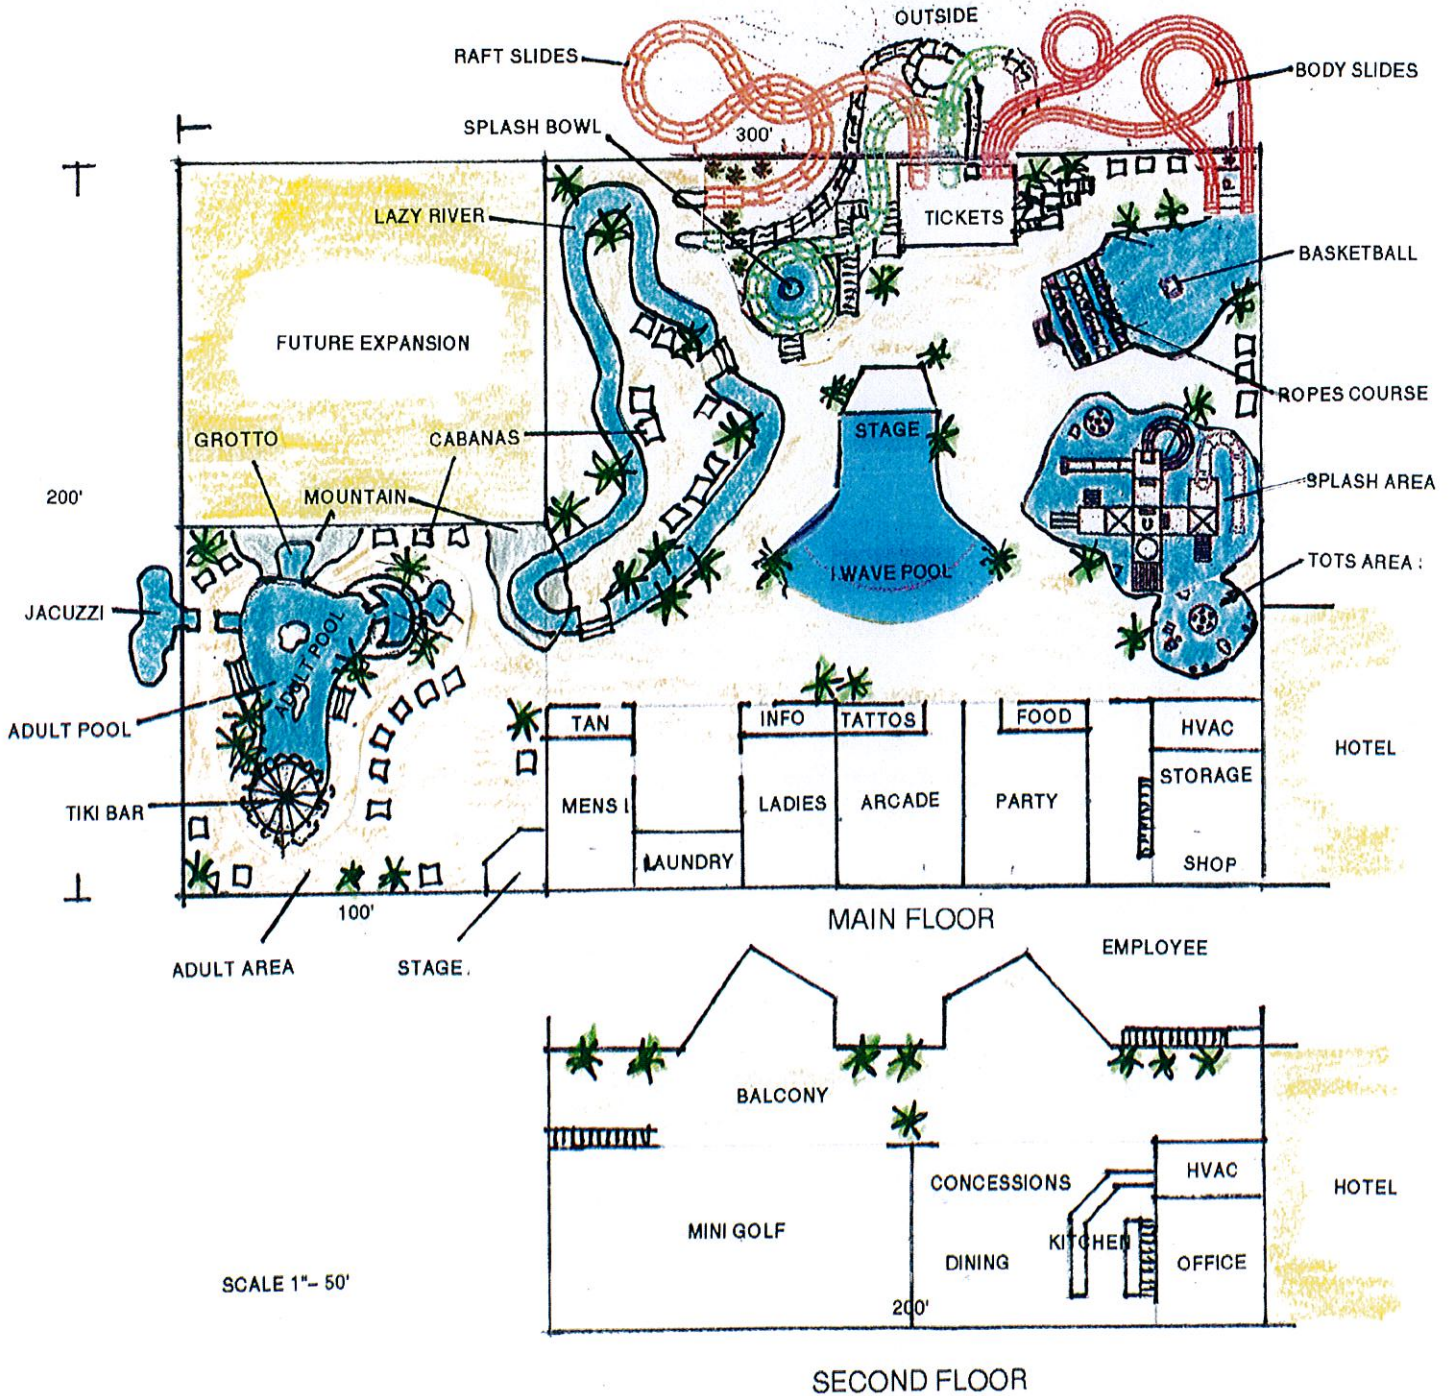 OUTSIDE
RAFT SLIDES
BODY SLIDES
SPLASH BOWL
300'
LAZY RIVER
TICKETS
BASKETBALL
FUTURE EXPANSION
ROPES COURSE
GROTTO
CABANAS
STAGE
200'
MOUNTAIN
SPLASH AREA
WAVE POOL
TOTS AREA :
JACUZZI
ADULT POOL
ADULT POOL
TAN
INFO
TATTOS
FOOD
HVAC
HOTEL
STORAGE
TIKI BAR
MENS
LADIES
ARCADE
PARTY
LAUNDRY
SHOP
100'
MAIN FLOOR
ADULT AREA
STAGE.
EMPLOYEE
BALCONY
CONCESSIONS
HVAC
HOTEL
MINI GOLF
KITCHEN
DINING
OFFICE
SCALE 1"– 50'
200'
SECOND FLOOR